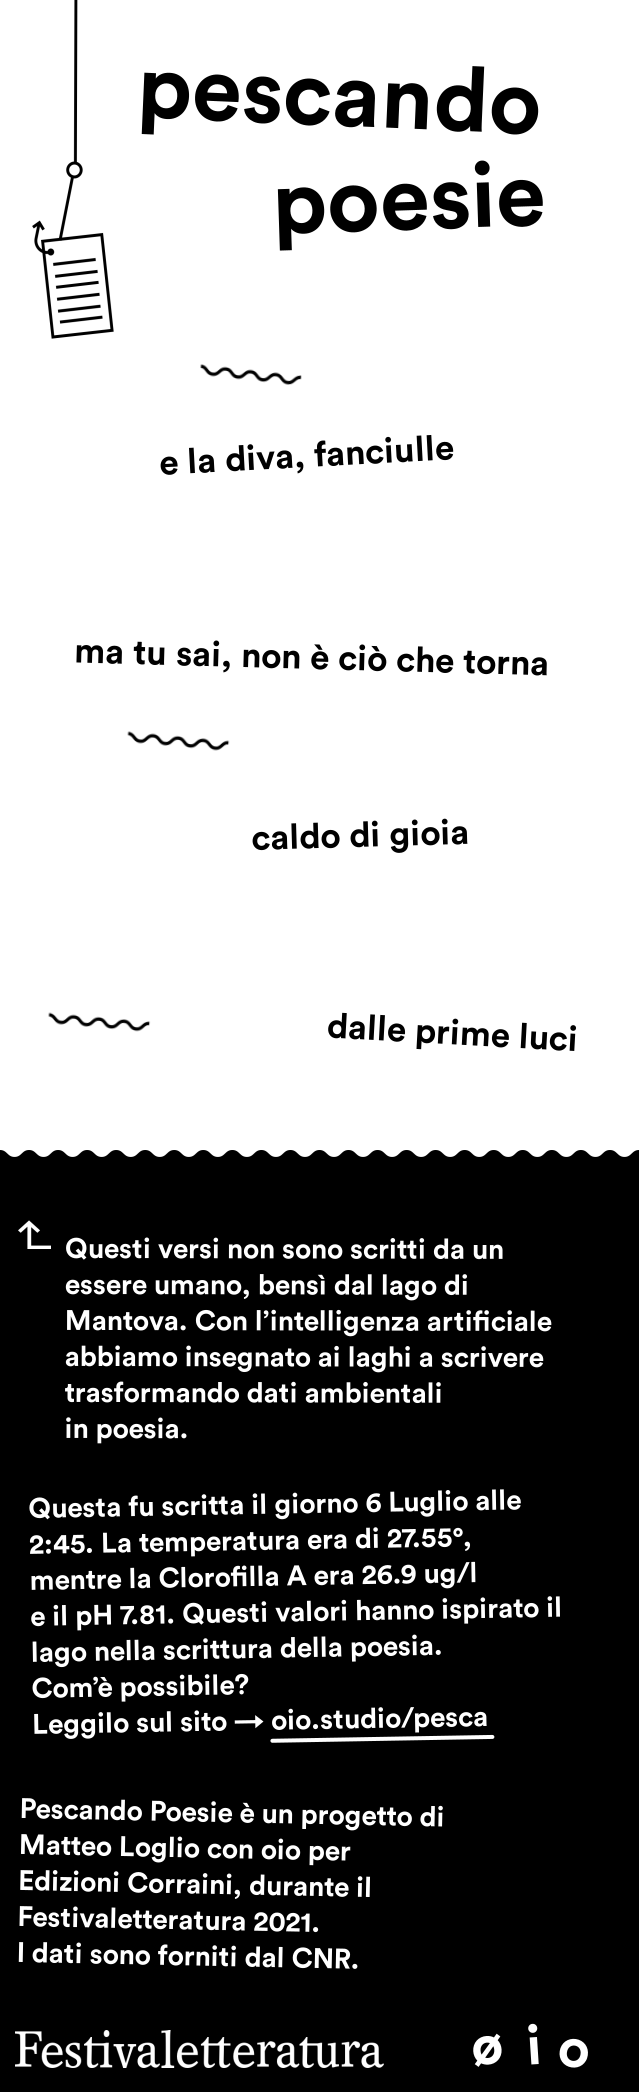 pescando
poesie
e la diva, fanciulle
ma tu sai, non è ciò che torna
caldo di gioia
dalle prime luci
Questi versi non sono scritti da un
essere umano, bensì dal lago di
Mantova. Con l’intelligenza artificiale
abbiamo insegnato ai laghi a scrivere
trasformando dati ambientali
in poesia.
Questa fu scritta il giorno 6 Luglio alle
2:45. La temperatura era di 27.55°,
mentre la Clorofilla A era 26.9 ug/l
e il pH 7.81. Questi valori hanno ispirato il
lago nella scrittura della poesia.
Com’è possibile?
Leggilo sul sito → oio.studio/pesca
Pescando Poesie è un progetto di
Matteo Loglio con oio per
Edizioni Corraini, durante il
Festivaletteratura 2021.
I dati sono forniti dal CNR.
Festivaletteratura øio